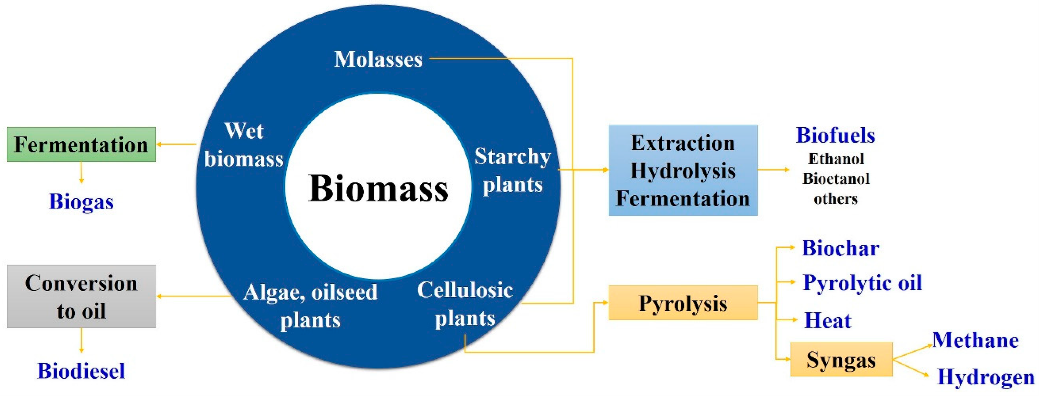 Molasses
Wet
biomass
Starchy
plants
Biomass
Algae, oilseed
plants
Cellulosic
plants
Fermentation
Biogas
Conversion
to oil
Biodiesel
Extraction
Hydrolysis
Fermentation
Biofuels
Ethanol
Bioctanol
others
Pyrolysis
Biochar
Pyrolytic oil
Heat
Syngas
Methane
Hydrogen